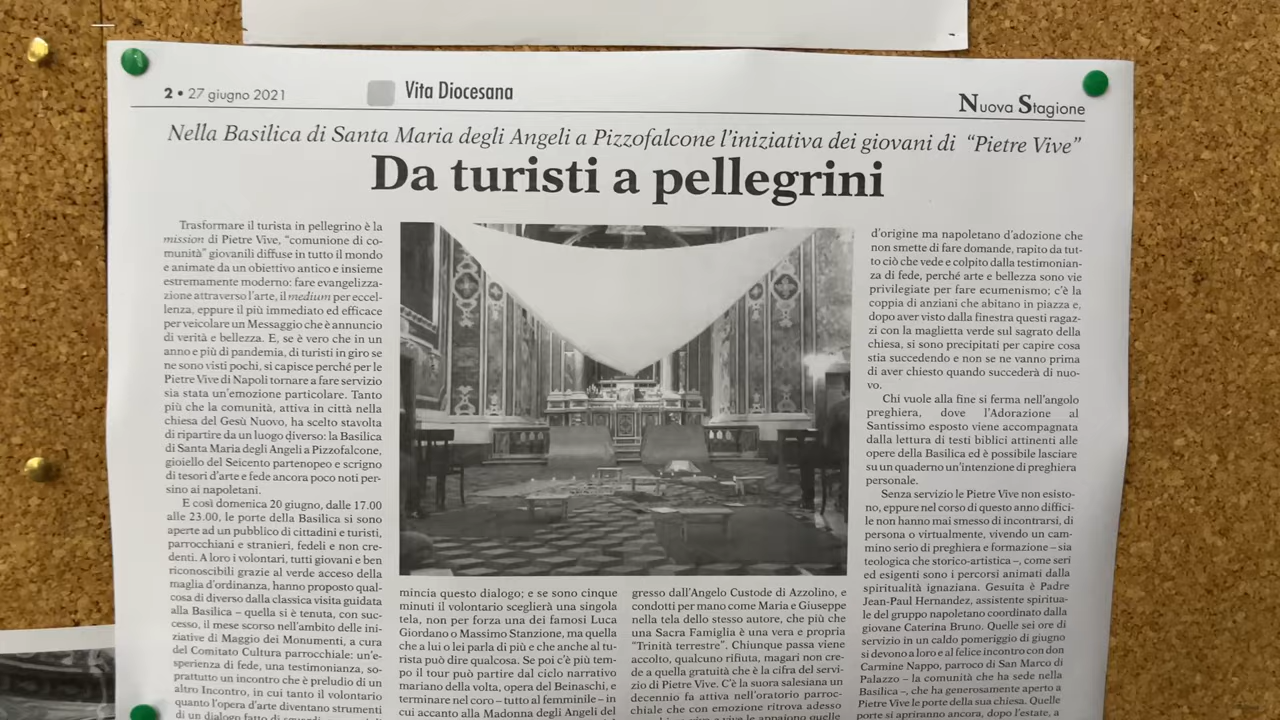 2 • 27 giugno 2021
Vita Diocesana
Nuova Stagione
Nella Basilica di Santa Maria degli Angeli a Pizzofalcone l'iniziativa dei giovani di "Pietre Vive"
Da turisti a pellegrini
Trasformare il turista in pellegrino è la
mission di Pietre Vive, "comunione di co-
munità" giovanili diffuse in tutto il mondo
e animate da un obiettivo antico e insieme
estremamente moderno: fare evangelizza-
zione attraverso l'arte, il medium per eccel-
lenza, eppure il più immediato ed efficace
per veicolare un Messaggio che è annuncio
di verità e bellezza. E, se è vero che in un
anno e più di pandemia, di turisti in giro se
ne sono visti pochi, si capisce perché per le
Pietre Vive di Napoli tornare a fare servizio
sia stata un'emozione particolare. Tanto
più che la comunità, attiva in città nella
chiesa del Gesù Nuovo, ha scelto stavolta
di ripartire da un luogo diverso: la Basilica
di Santa Maria degli Angeli a Pizzofalcone,
gioiello del Seicento partenopeo e scrigno
di tesori d'arte e fede ancora poco noti per-
sino ai napoletani.
E così domenica 20 giugno, dalle 17.00
alle 23.00, le porte della Basilica si sono
aperte ad un pubblico di cittadini e turisti,
parrocchiani e stranieri, fedeli e non cre-
denti. A loro i volontari, tutti giovani e ben
riconoscibili grazie al verde acceso della
maglia d'ordinanza, hanno proposto qual-
cosa di diverso dalla classica visita guidata
alla Basilica – quella si è tenuta, con suc-
cesso, il mese scorso nell'ambito delle ini-
ziative di Maggio dei Monumenti, a cura
del Comitato Cultura parrocchiale: un'e-
sperienza di fede, una testimonianza, so-
prattutto un incontro che è preludio di un
altro Incontro, in cui tanto il volontario
quanto l'opera d'arte diventano strumenti
di un dialogo fatto di
mincia questo dialogo; e se sono cinque
minuti il volontario sceglierà una singola
tela, non per forza una dei famosi Luca
Giordano o Massimo Stanzione, ma quella
che a lui o lei parla di più e che anche al tu-
rista può dire qualcosa. Se poi c'è più tem-
po il tour può partire dal ciclo narrativo
mariano della volta, opera del Beinaschi, e
terminare nel coro – tutto al femminile – in
cui accanto alla Madonna degli Angeli del
gresso dall'Angelo Custode di Azzolino, e
condotti per mano come Maria e Giuseppe
nella tela dello stesso autore, che più che
una Sacra Famiglia è una vera e propria
"Trinità terrestre". Chiunque passa viene
accolto, qualcuno rifiuta, magari non cre-
de a quella gratuità che è la cifra del servi-
zio di Pietre Vive. C'è la suora salesiana un
decennio fa attiva nell'oratorio parroc-
chiale che con emozione ritrova adesso
d'origine ma napoletano d'adozione che
non smette di fare domande, rapito da tut-
to ciò che vede e colpito dalla testimonian-
za di fede, perché arte e bellezza sono vie
privilegiate per fare ecumenismo; c'è la
coppia di anziani che abitano in piazza e,
dopo aver visto dalla finestra questi ragaz-
zi con la maglietta verde sul sagrato della
chiesa, si sono precipitati per capire cosa
stia succedendo e non se ne vanno prima
di aver chiesto quando succederà di nuo-
vo.
Chi vuole alla fine si ferma nell'angolo
preghiera, dove l'Adorazione al
Santissimo esposto viene accompagnata
dalla lettura di testi biblici attinenti alle
opere della Basilica ed è possibile lasciare
su un quaderno un'intenzione di preghiera
personale.
Senza servizio le Pietre Vive non esisto-
no, eppure nel corso di questo anno diffici-
le non hanno mai smesso di incontrarsi, di
persona o virtualmente, vivendo un cam-
mino serio di preghiera e formazione – sia
teologica che storico-artistica –, come seri
ed esigenti sono i percorsi animati dalla
spiritualità ignaziana. Gesuita è Padre
Jean-Paul Hernandez, assistente spiritua-
le del gruppo napoletano coordinato dalla
giovane Caterina Bruno. Quelle sei ore di
servizio in un caldo pomeriggio di giugno
si devono a loro e al felice incontro con don
Carmine Nappo, parroco di San Marco di
Palazzo – la comunità che ha sede nella
Basilica –, che ha generosamente aperto a
Pietre Vive le porte della sua chiesa. Quelle
porte si apriranno ancora, dopo l'estate, a